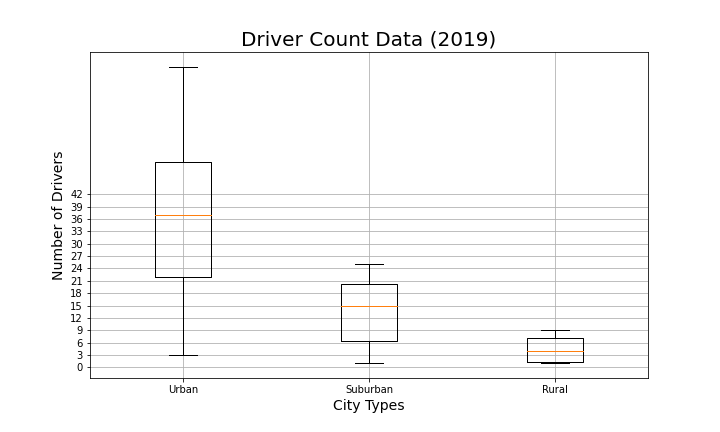 Driver Count Data (2019)
Number of Drivers
42
39
36
33
30
27
24
21
18
15
12
9
6
3
0
Urban
Suburban
Rural
City Types